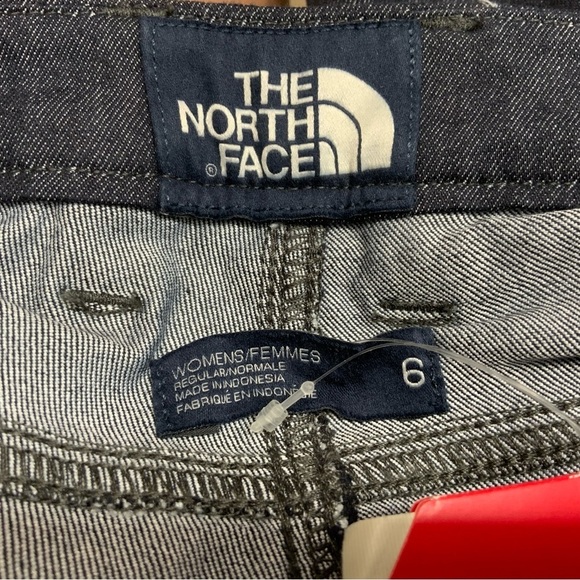 THE
NORTH
FACE
®
WOMENS/FEMMES
REGULAR/NORMALE
MADE IN INDONESIA
FABRIQUÉ EN INDONÉSIE
6